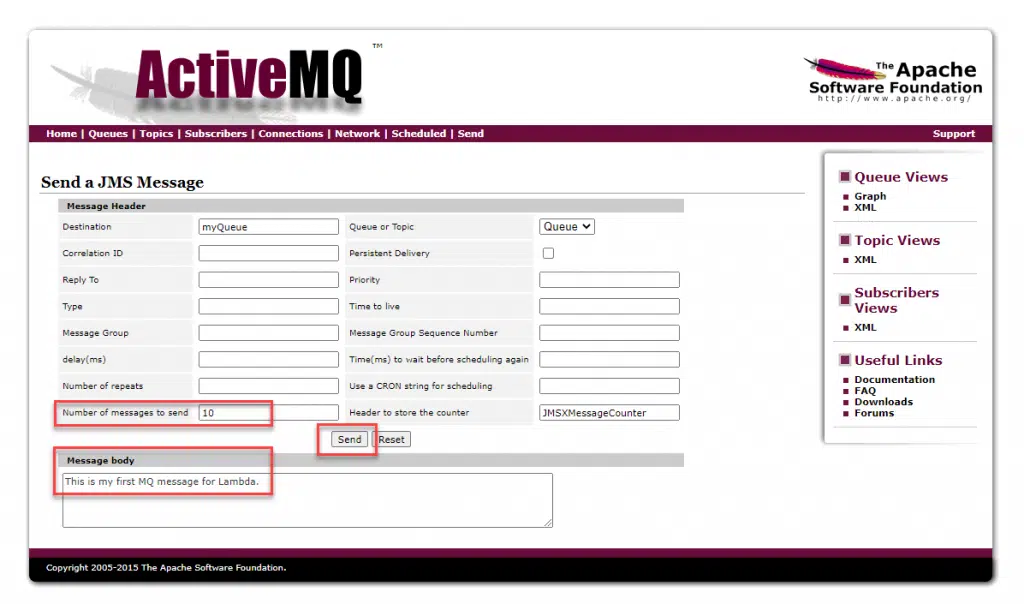 ActiveMQ ™
The Apache
Software Foundation
http://www.apache.org/
Home | Queues | Topics | Subscribers | Connections | Network | Scheduled | Send
Support
Send a JMS Message
Message Header
Destination myQueue Queue or Topic Queue
Correlation ID Persistent Delivery
Reply To Priority
Type Time to live
Message Group Message Group Sequence Number
delay(ms) Time(ms) to wait before scheduling again
Number of repeats Use a CRON string for scheduling
Number of messages to send 10 Header to store the counter JMSXMessageCounter
Send Reset
Message body
This is my first MQ message for Lambda.
Queue Views
Graph
XML
Topic Views
XML
Subscribers
Views
XML
Useful Links
Documentation
FAQ
Downloads
Forums
Copyright 2005-2015 The Apache Software Foundation.